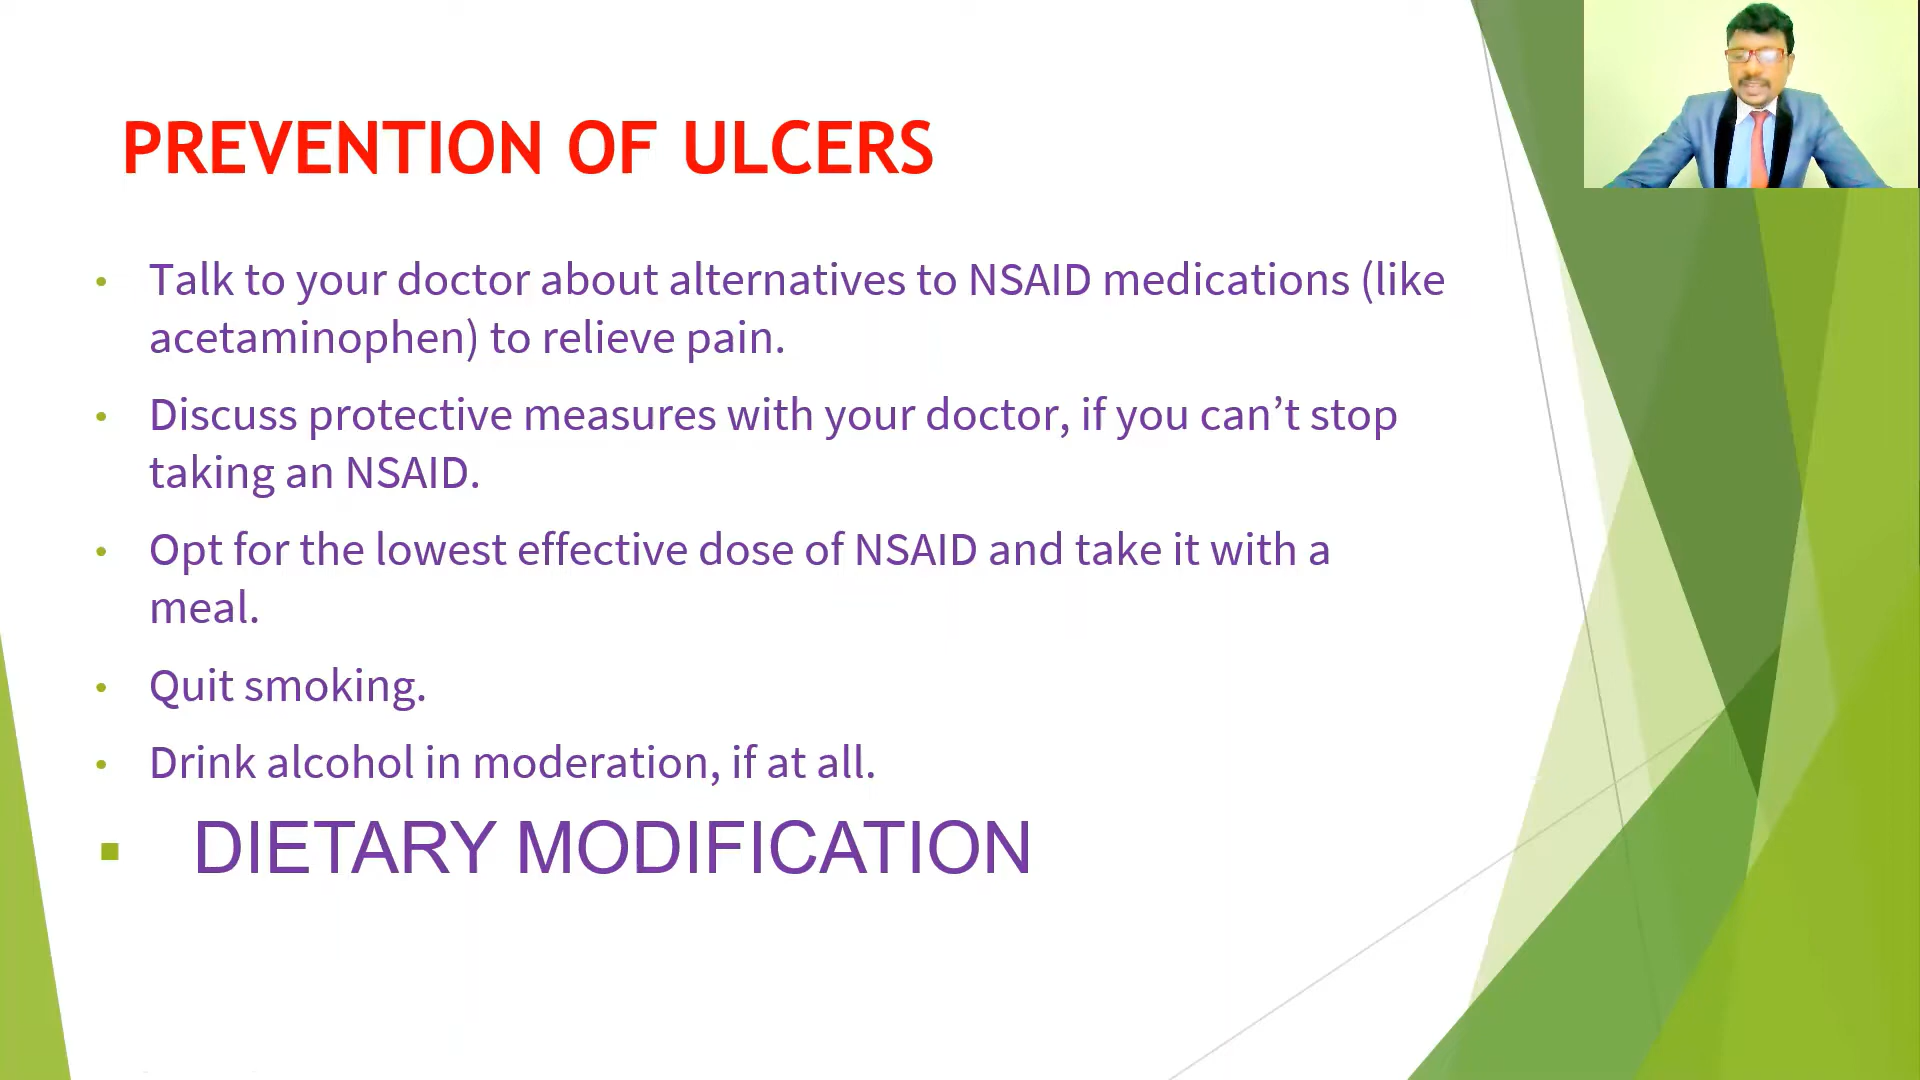 PREVENTION OF ULCERS
• Talk to your doctor about alternatives to NSAID medications (like
acetaminophen) to relieve pain.
• Discuss protective measures with your doctor, if you can’t stop
taking an NSAID.
• Opt for the lowest effective dose of NSAID and take it with a
meal.
• Quit smoking.
• Drink alcohol in moderation, if at all.
▪ DIETARY MODIFICATION